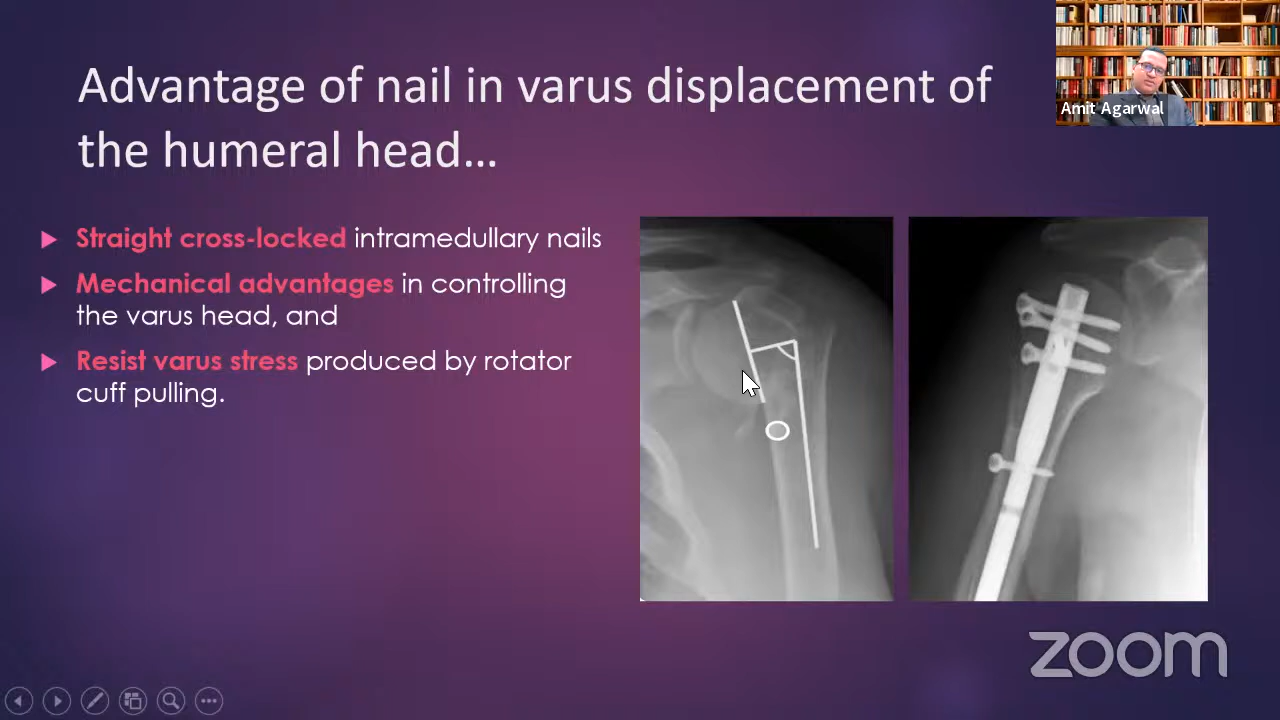 Advantage of nail in varus displacement of
the humeral head...
Amit Agarwal
Straight cross-locked intramedullary nails
Mechanical advantages in controlling
the varus head, and
Resist varus stress produced by rotator
cuff pulling.
zoom